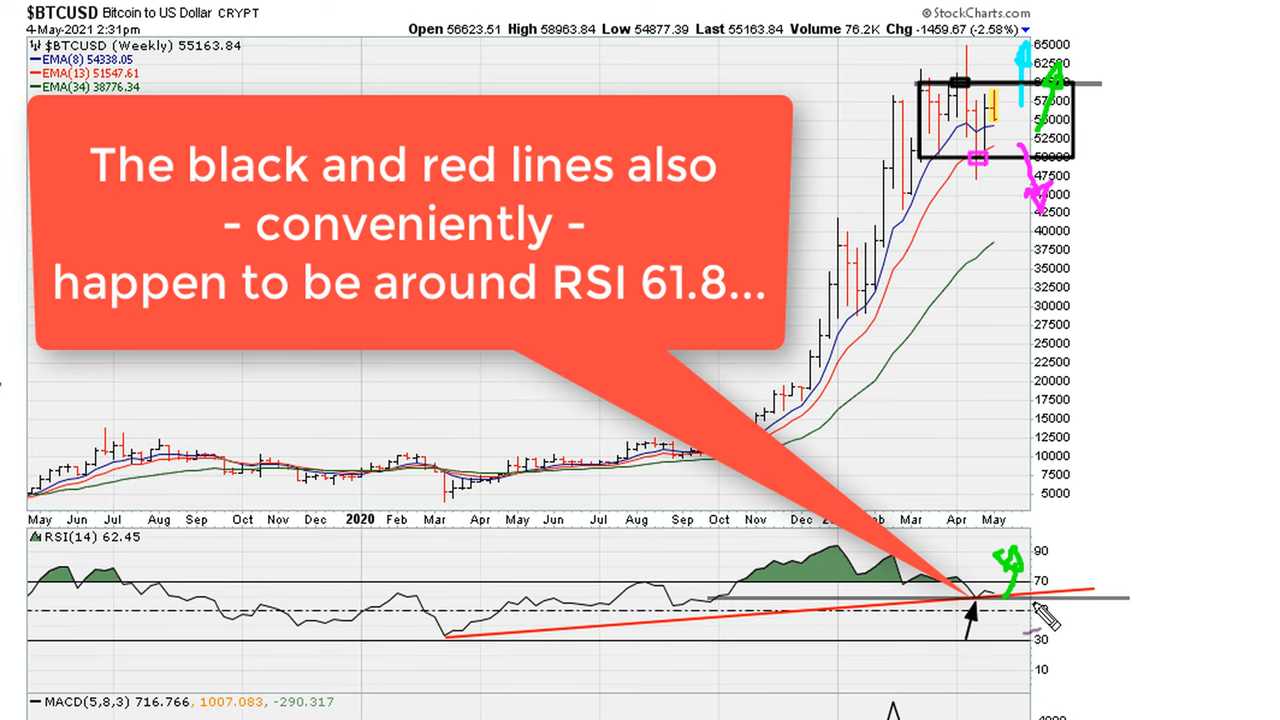 $BTCUSD Bitcoin to US Dollar CRYPT
© StockCharts.com
4-May-2021 2:31pm
Open 56623.51 High 58963.84 Low 54877.39 Last 55163.84 Volume 76.2K Chg -1459.67 (-2.58%)
$BTCUSD (Weekly) 55163.84
EMA(8) 54338.05
EMA(13) 51547.61
EMA(34) 38776.34
The black and red lines also
- conveniently -
happen to be around RSI 61.8...
65000
62500
57500
55000
52500
50000
47500
45000
42500
40000
37500
35000
32500
30000
27500
25000
22500
20000
17500
15000
12500
10000
7500
5000
May Jun Jul Aug Sep Oct Nov Dec 2020 Feb Mar Apr May Jun Jul Aug Sep Oct Nov Dec Mar Apr May
RSI(14) 62.45
90
70
30
10
MACD(5,8,3) 716.766, 1007.083, -290.317